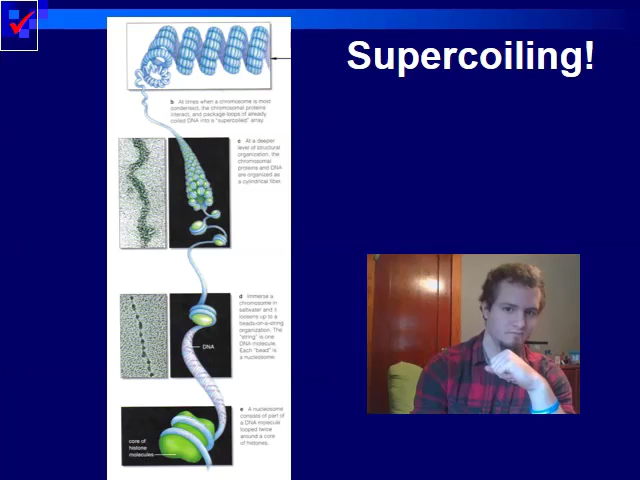 Supercoiling!
b At times when a chromosome is most
condensed, the chromosomal proteins
interact, and package loops of already
coiled DNA into a "supercoiled" array.
c At a deeper
level of structural
organization, the
chromosomal
proteins and DNA
are organized as
a cylindrical fiber.
d Immerse a
chromosome in
saltwater and it
loosens up to a
beads-on-a-string
organization. The
"string" is one
DNA molecule.
Each "bead" is
a nucleosome.
DNA
e A nucleosome
consists of part of
a DNA molecule
looped twice
around a core
of histones.
core of
histone
molecules